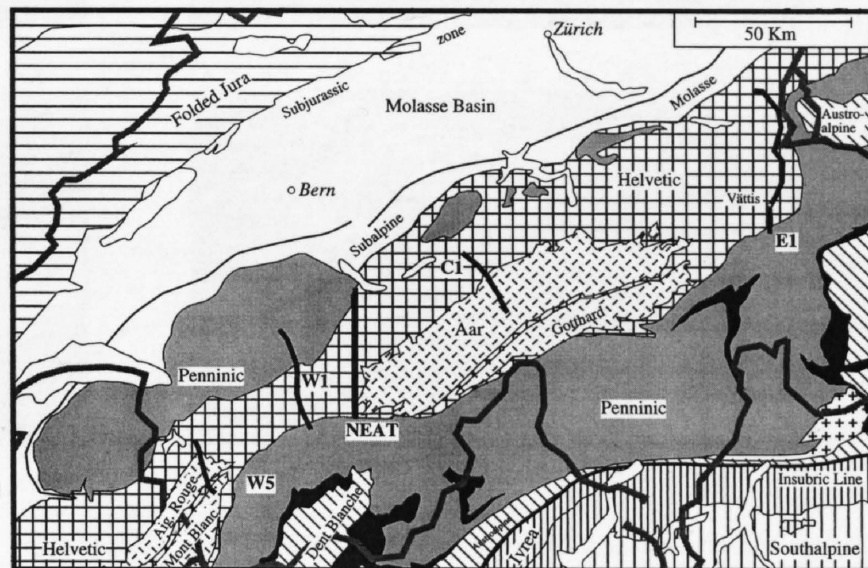 50 Km
Zürich
zone
Subjurassic
Folded Jura
Molasse Basin
Molasse
Austro-
alpine
Helvetic
Bern
Vättis
Subalpine
E1
C1
Aar
Gotthard
Penninic
W1
Penninic
NEAT
Insubric Line
W5
Aig. Rouge
Mont Blanc
Dent Blanche
Ivrea
Helvetic
Southalpine